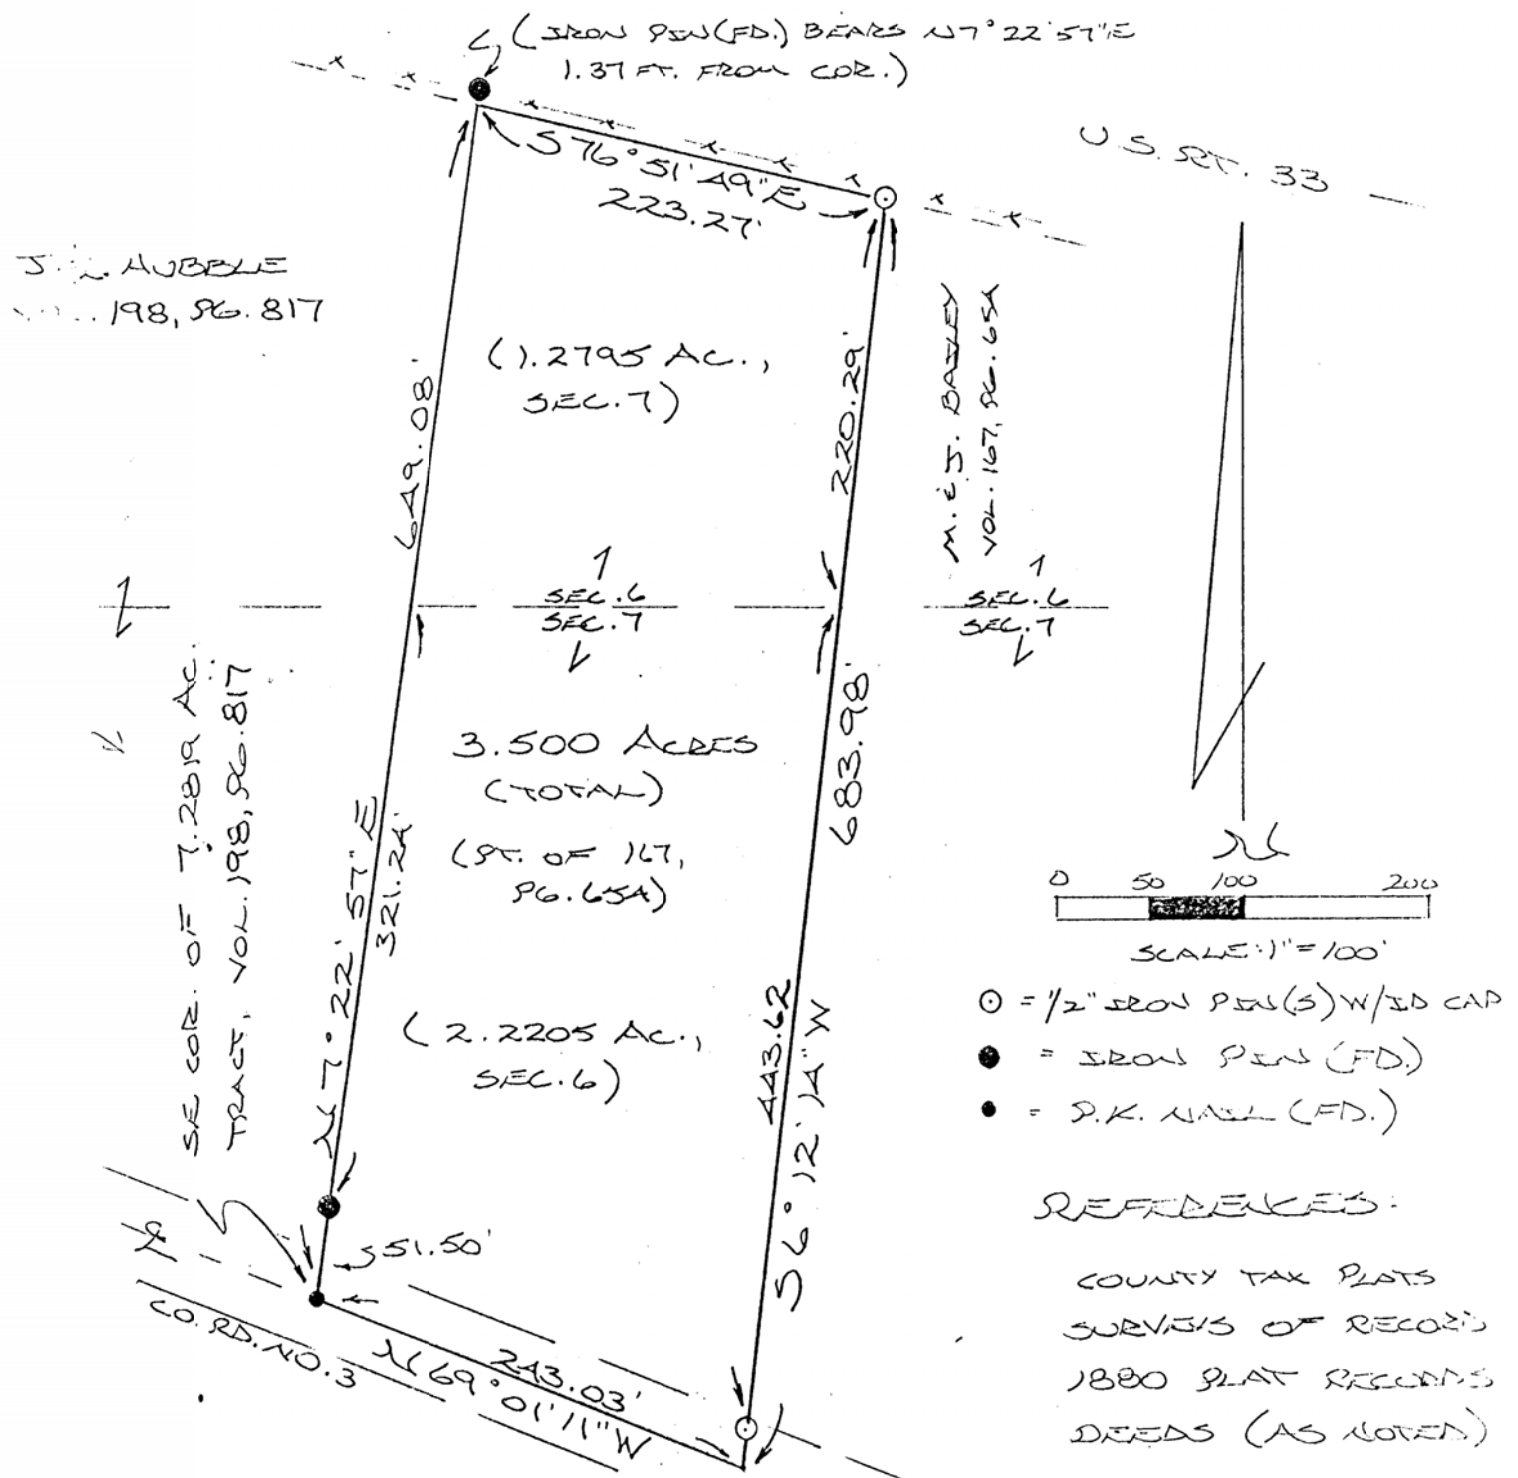 (IRON PIN (FD.) BEARS N7°22'57"E
1.37 FT. FROM COR.)
U.S. RT. 33
S76°51'49"E
223.27'
HUBBLE
198, PG. 817
(1.2795 AC.,
SEC.7)
649.08'
220.29'
M. & J. BAILEY
VOL. 167, PG. 654
SEC.6
SEC.7
SEC.6
SEC.7
SE COR. OF 7.2819 AC.
TRACT, VOL. 198, PG. 817
3.500 ACRES
(TOTAL)
(PT. OF 167,
PG. 654)
683.98'
N7°22'57"E
321.24'
(2.2205 AC.,
SEC.6)
443.62
S6°12'14"W
51.50'
CO. RD. NO. 3
243.03'
N69°01'11"W
N
0 50 100 200
SCALE: 1"=100'
= 1/2" IRON PIN(S) W/ID CAP
= IRON PIN (FD.)
= P.K. NAIL (FD.)
REFERENCES:
COUNTY TAX PLATS
SURVEYS OF RECORD
1880 PLAT RECORDS
DEEDS (AS NOTED)